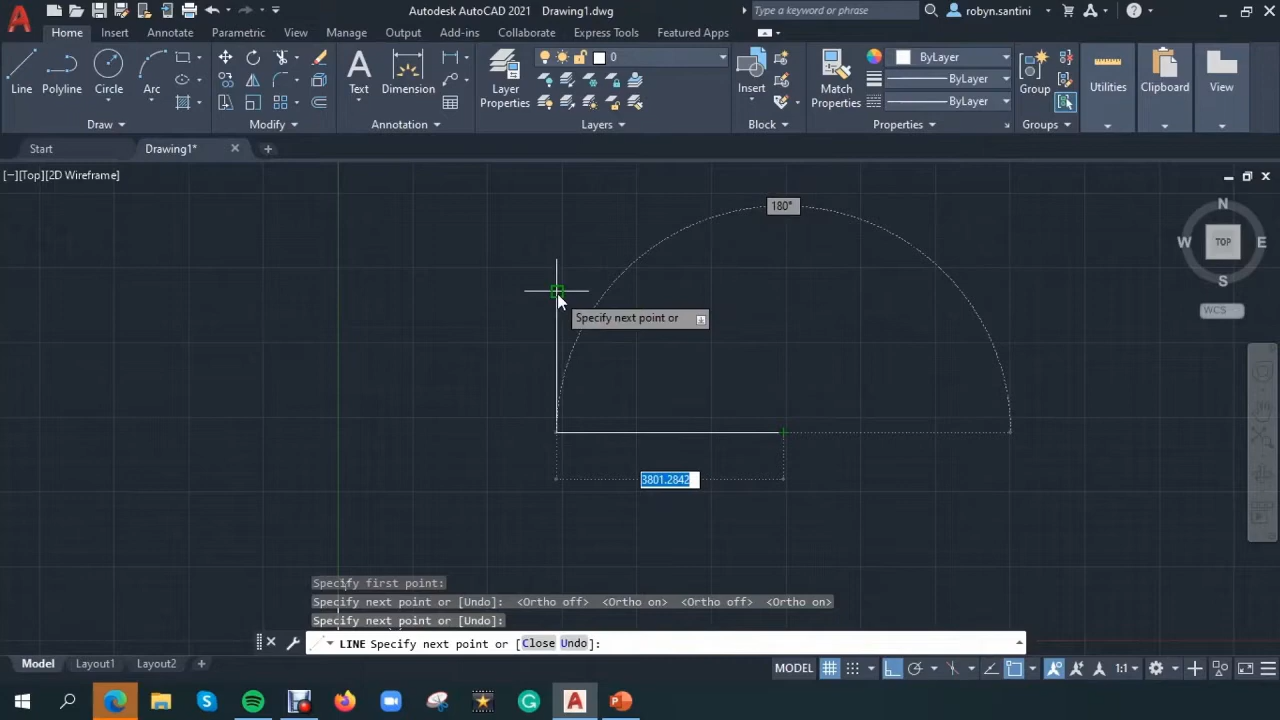 Autodesk AutoCAD 2021 Drawing1.dwg
Type a keyword or phrase
robyn.santini
Home Insert Annotate Parametric View Manage Output Add-ins Collaborate Express Tools Featured Apps
Line Polyline Circle Arc
Text Dimension
Layer Properties
0
Insert
Match Properties
ByLayer
ByLayer
ByLayer
Group
Utilities
Clipboard
View
Draw Modify Annotation Layers Block Properties Groups
Start Drawing1*
[−][Top][2D Wireframe]
180°
N
W TOP E
S
WCS
Specify next point or
3801.2842
Specify first point:
Specify next point or [Undo]: <Ortho off> <Ortho on> <Ortho off> <Ortho on>
Specify next point or [Undo]:
LINE Specify next point or [Close Undo]:
Model Layout1 Layout2
MODEL 1:1